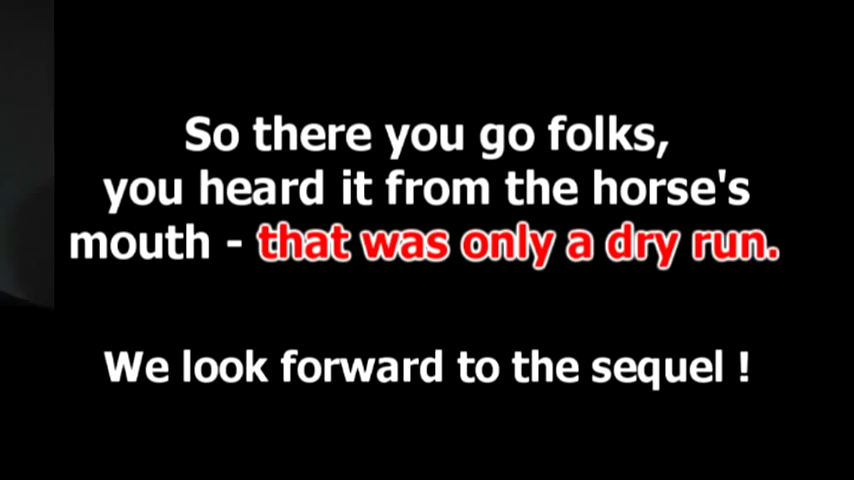 So there you go folks,
you heard it from the horse's
mouth - that was only a dry run.
We look forward to the sequel !